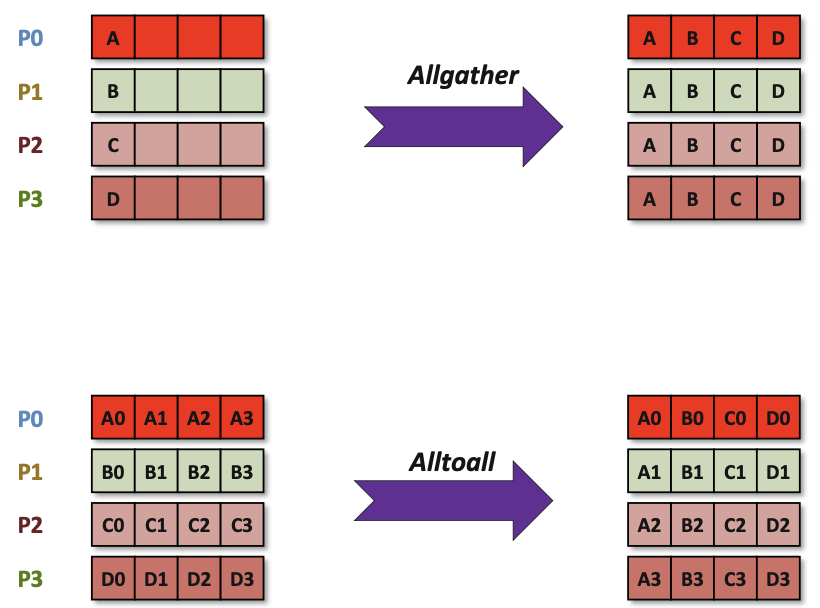 P0 A A B C D
Allgather
P1 B A B C D
P2 C A B C D
P3 D A B C D
P0 A0 A1 A2 A3 A0 B0 C0 D0
Alltoall
P1 B0 B1 B2 B3 A1 B1 C1 D1
P2 C0 C1 C2 C3 A2 B2 C2 D2
P3 D0 D1 D2 D3 A3 B3 C3 D3